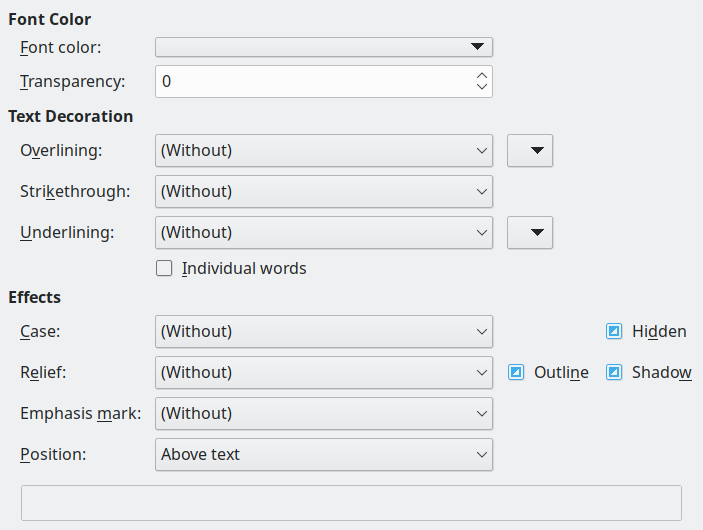 Font Color
Font color:
Transparency: 0
Text Decoration
Overlining: (Without)
Strikethrough: (Without)
Underlining: (Without)
Individual words
Effects
Case: (Without) Hidden
Relief: (Without) Outline Shadow
Emphasis mark: (Without)
Position: Above text